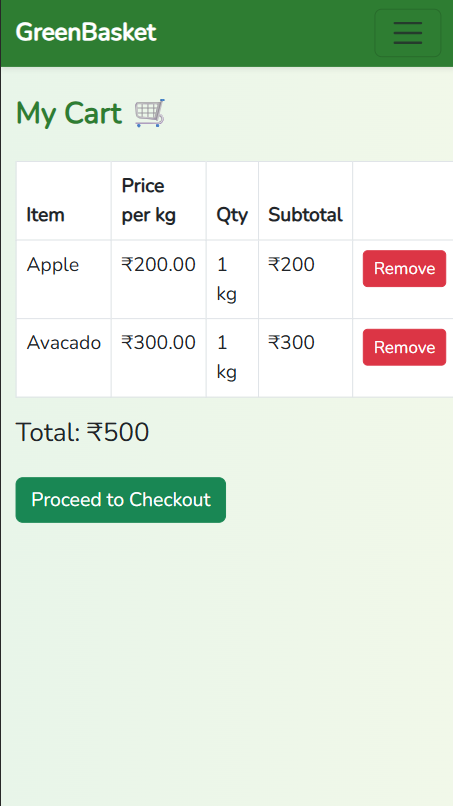 GreenBasket
My Cart 🛒
Item Price per kg Qty Subtotal
Apple ₹200.00 1 kg ₹200 Remove
Avacado ₹300.00 1 kg ₹300 Remove
Total: ₹500
Proceed to Checkout